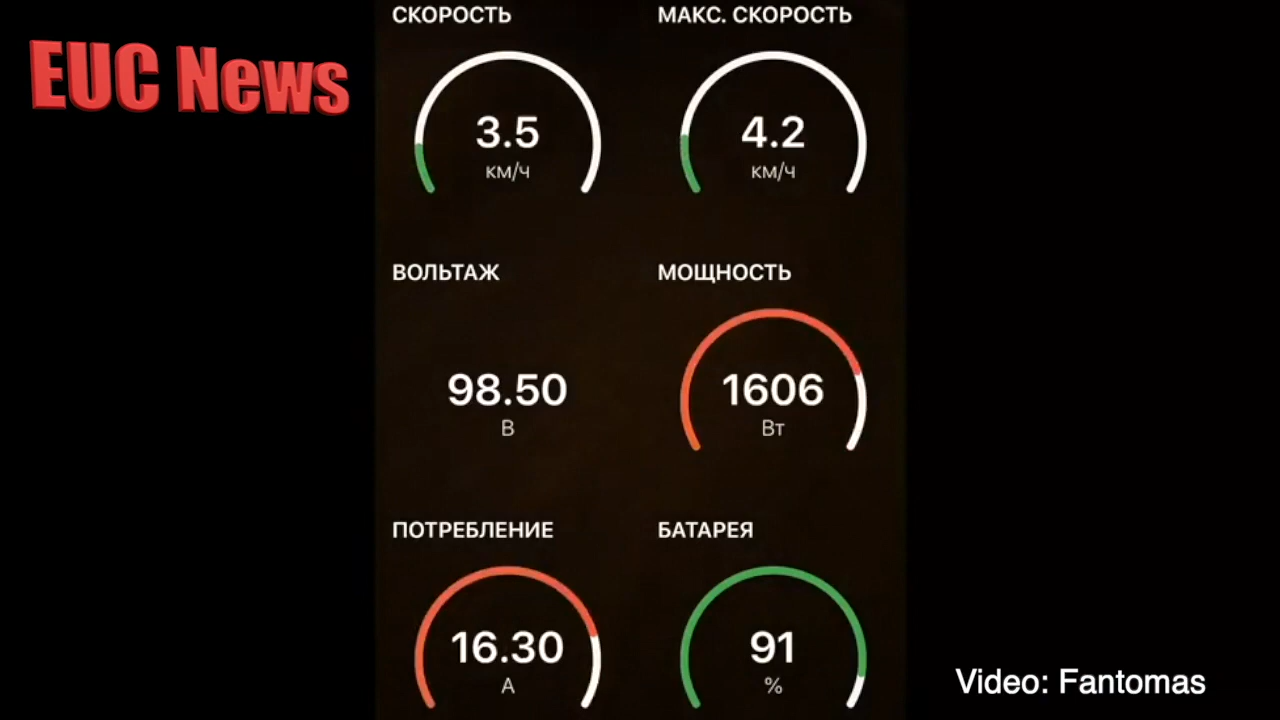 EUC News
СКОРОСТЬ
3.5
км/ч
МАКС. СКОРОСТЬ
4.2
км/ч
ВОЛЬТАЖ
98.50
В
МОЩНОСТЬ
1606
Вт
ПОТРЕБЛЕНИЕ
16.30
А
БАТАРЕЯ
91
%
Video: Fantomas